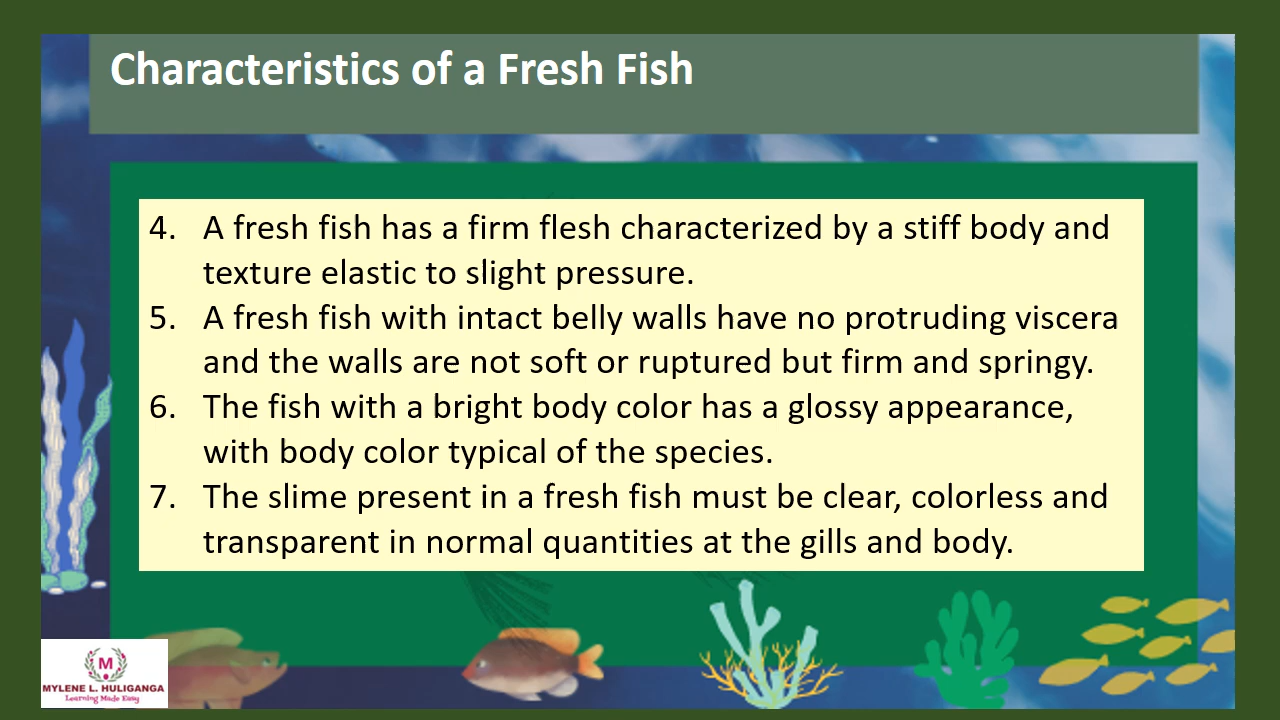 Characteristics of a Fresh Fish
4. A fresh fish has a firm flesh characterized by a stiff body and
texture elastic to slight pressure.
5. A fresh fish with intact belly walls have no protruding viscera
and the walls are not soft or ruptured but firm and springy.
6. The fish with a bright body color has a glossy appearance,
with body color typical of the species.
7. The slime present in a fresh fish must be clear, colorless and
transparent in normal quantities at the gills and body.
M
MYLENE L. HULIGANGA
Learning Made Easy